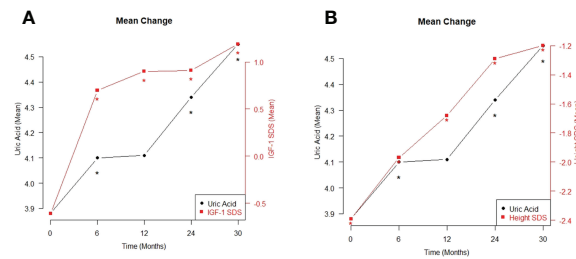 A
Mean Change
4.5
4.4
4.3
4.2
4.1
4.0
3.9
Uric Acid (Mean)
1.0
0.5
0.0
-0.5
IGF-1 SDS (Mean)
* * * * *
* * * *
Uric Acid
IGF-1 SDS
0 6 12 24 30
Time (Months)
B
Mean Change
4.5
4.4
4.3
4.2
4.1
4.0
3.9
Uric Acid (Mean)
-1.2
-1.4
-1.6
-1.8
-2.0
-2.2
-2.4
Height SDS (Mean)
Uric Acid
Height SDS
0 6 12 24 30
Time (Months)